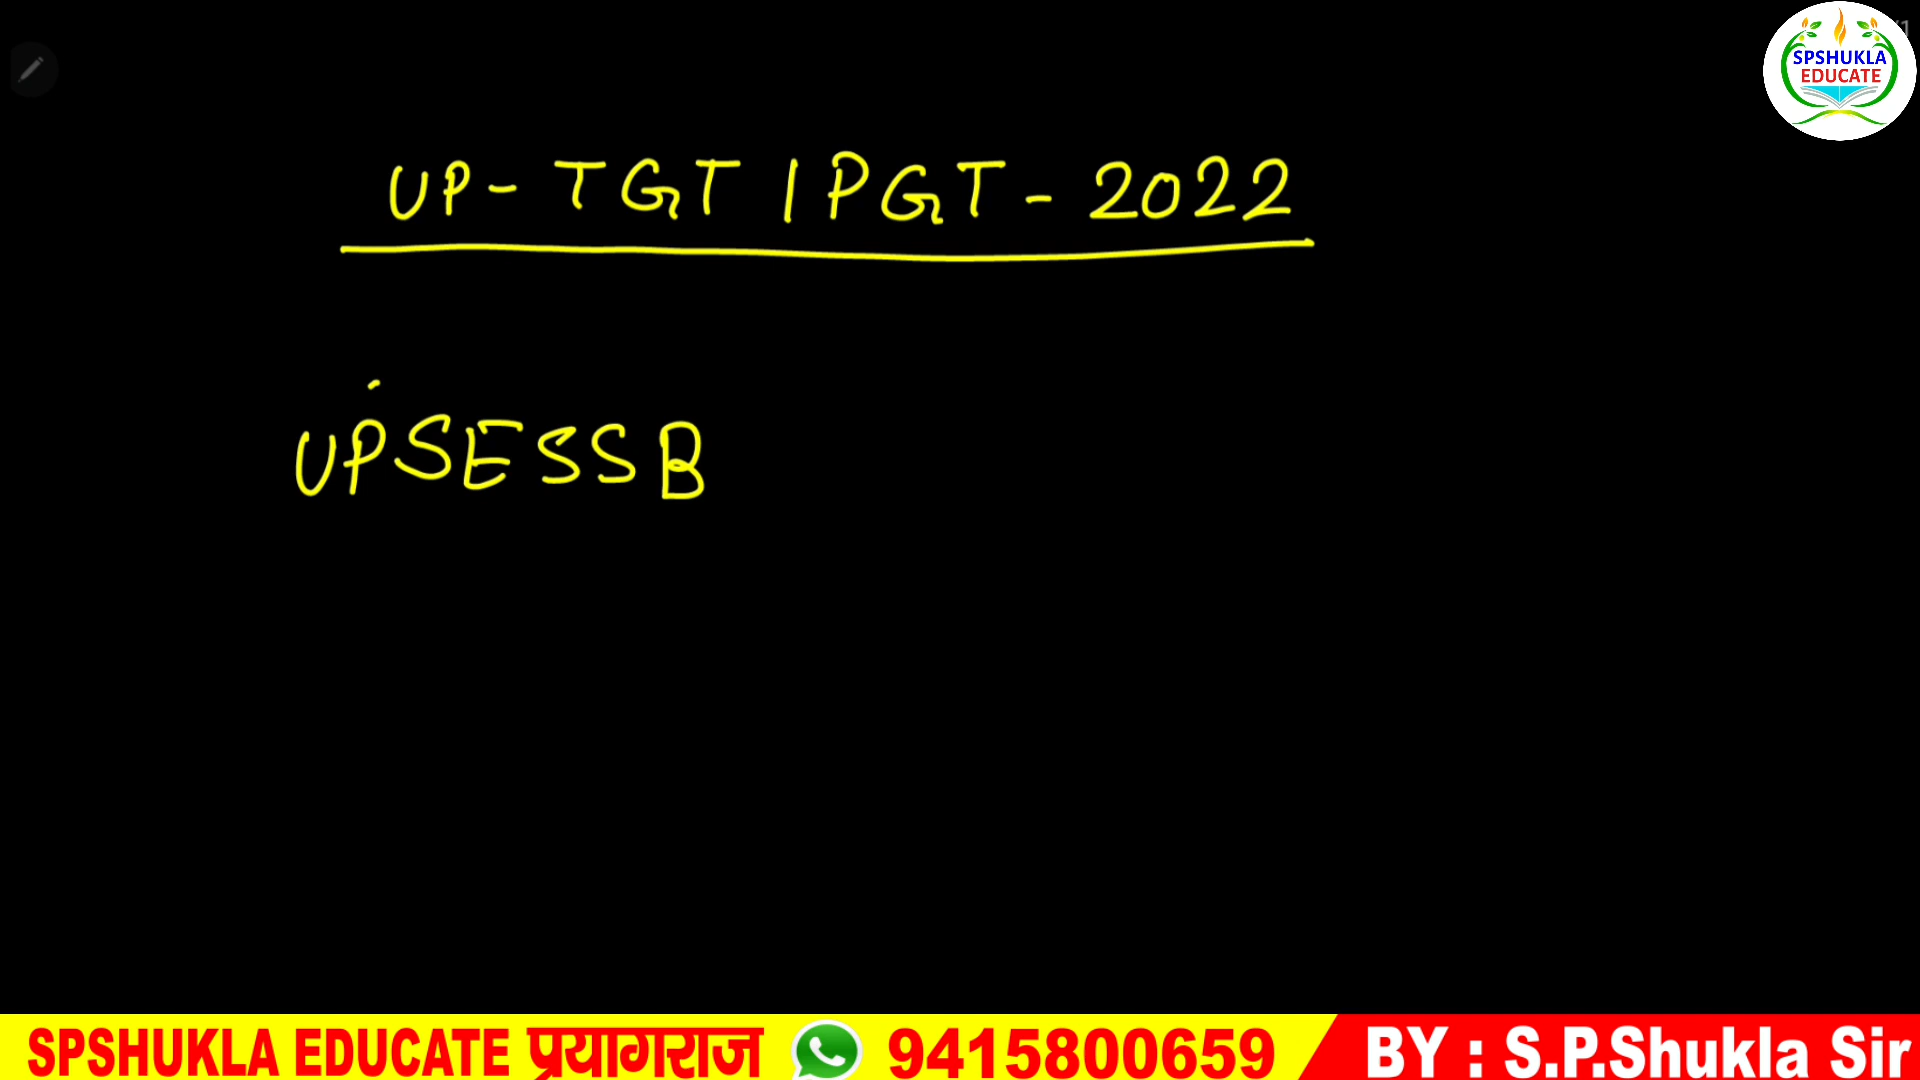 SPSHUKLA
EDUCATE
UP - TGT | PGT - 2022
UPSESSB
SPSHUKLA EDUCATE प्रयागराज 9415800659 BY : S.P.Shukla Sir